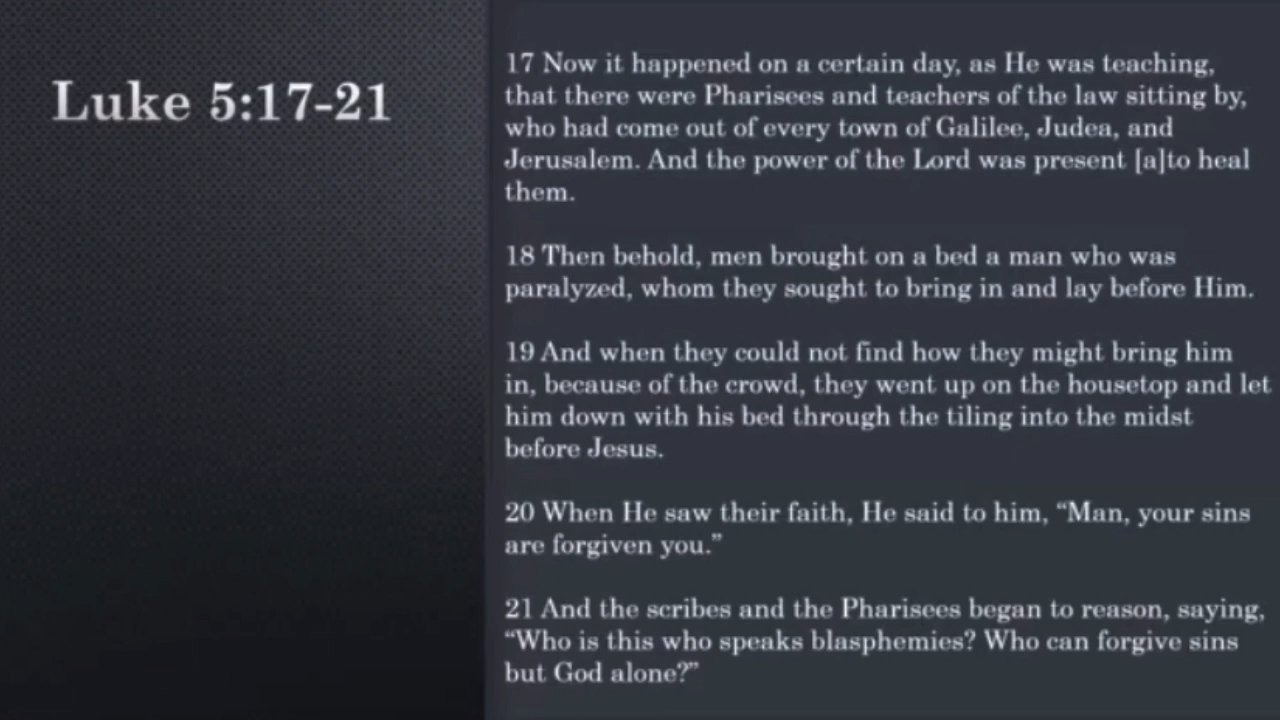 Luke 5:17-21
17 Now it happened on a certain day, as He was teaching,
that there were Pharisees and teachers of the law sitting by,
who had come out of every town of Galilee, Judea, and
Jerusalem. And the power of the Lord was present [a]to heal
them.
18 Then behold, men brought on a bed a man who was
paralyzed, whom they sought to bring in and lay before Him.
19 And when they could not find how they might bring him
in, because of the crowd, they went up on the housetop and let
him down with his bed through the tiling into the midst
before Jesus.
20 When He saw their faith, He said to him, “Man, your sins
are forgiven you.”
21 And the scribes and the Pharisees began to reason, saying,
“Who is this who speaks blasphemies? Who can forgive sins
but God alone?”